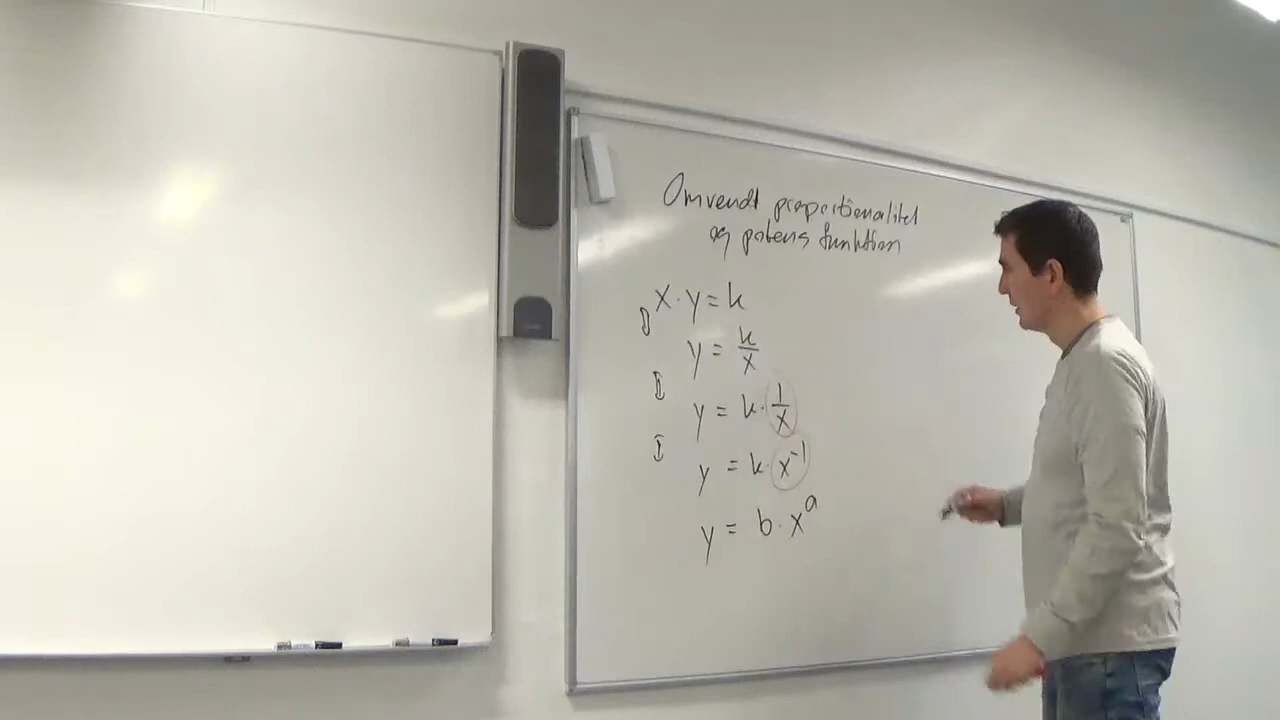 Omvendt proportionalitet
og potens funktion
x · y = k
⇕
y = k/x
⇕
y = k · 1/x
⇕
y = k · x⁻¹
y = b · xᵃ